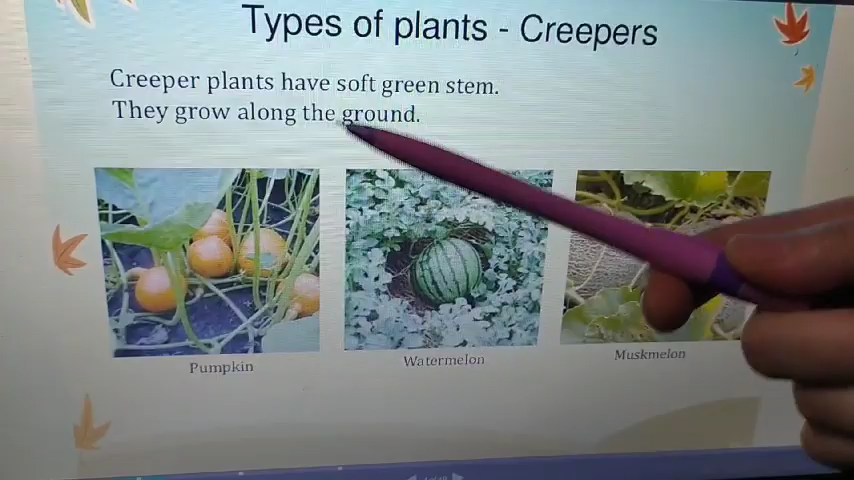 Types of plants - Creepers
Creeper plants have soft green stem.
They grow along the ground.
Pumpkin
Watermelon
Muskmelon